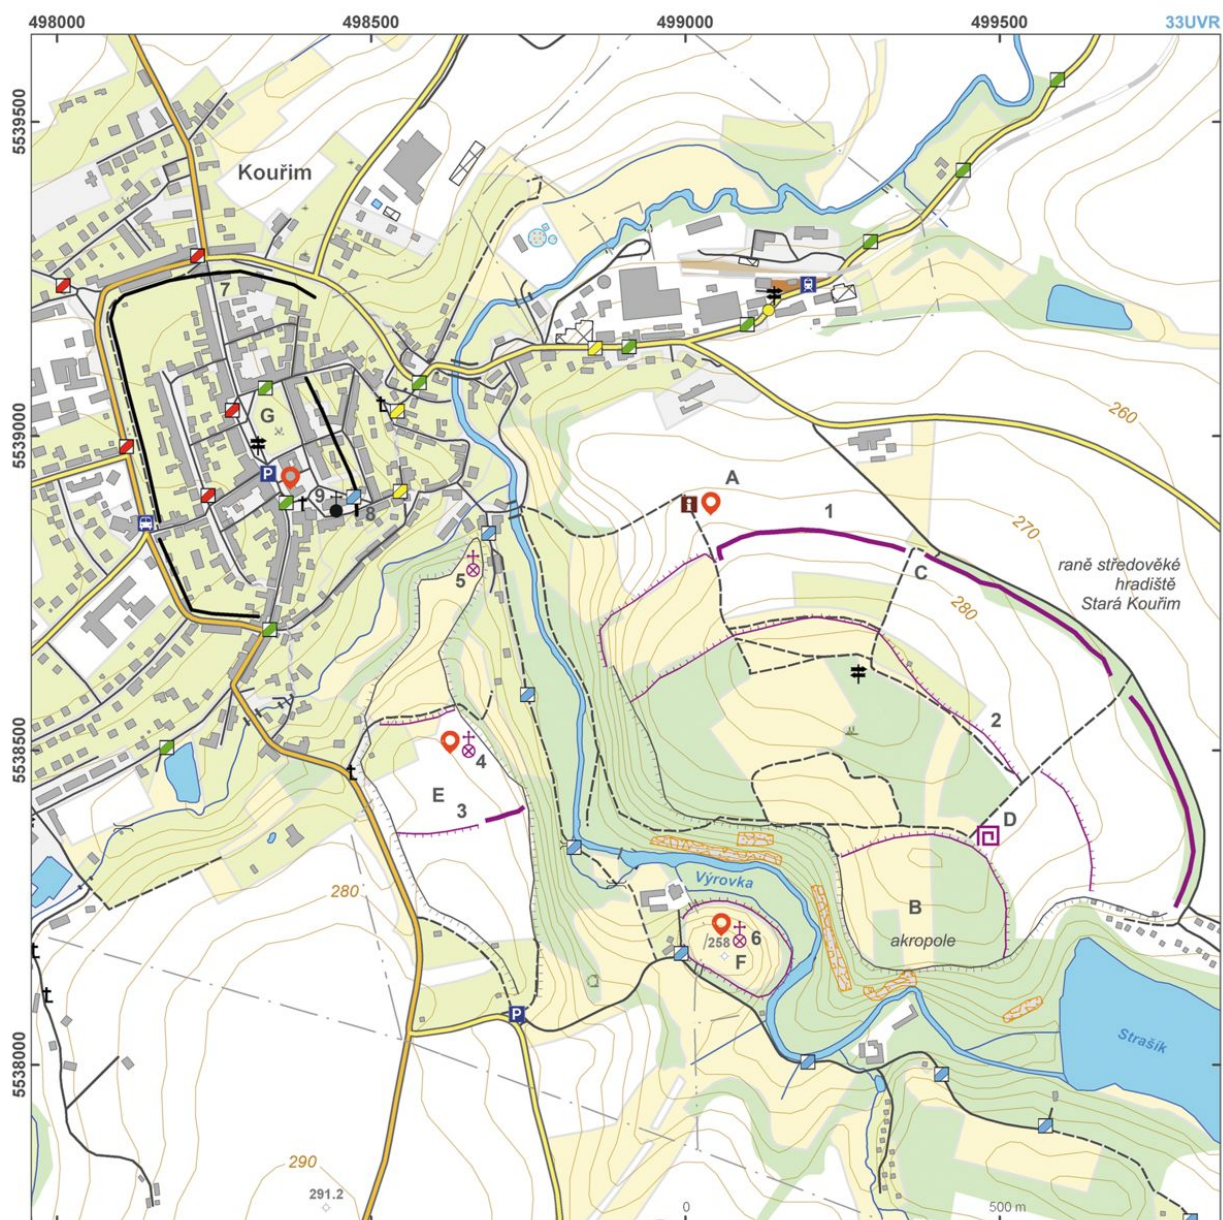 498000
498500
499000
499500
33UVR
5539500
5539000
5538500
5538000
Kouřim
7
G
P
9
8
5
A
i
1
C
260
270
280
raně středověké
hradiště
Stará Kouřim
2
4
E
3
D
280
Výrovka
B
akropole
6
258
F
P
Strašík
290
291.2
0
500 m